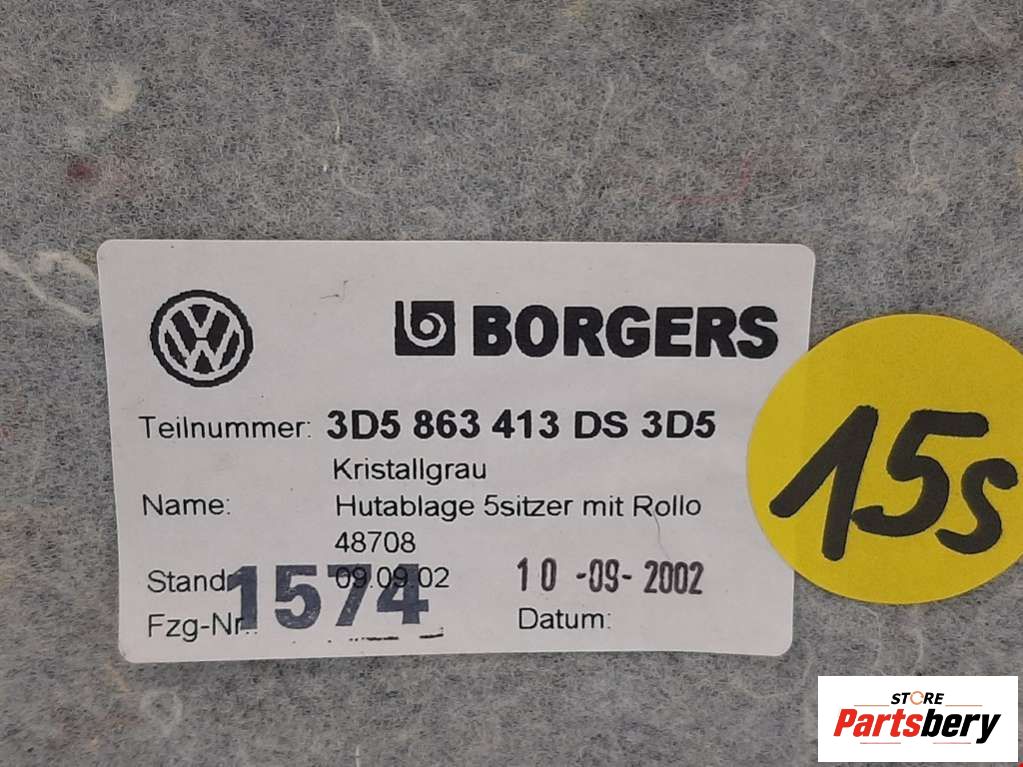 VW
BORGERS
Teilnummer: 3D5 863 413 DS 3D5
Kristallgrau
Name: Hutablage 5sitzer mit Rollo
48708
Stand: 09.09.02
10 -09- 2002
Fzg-Nr.: 1574
Datum:
15s
STORE
Partsbery